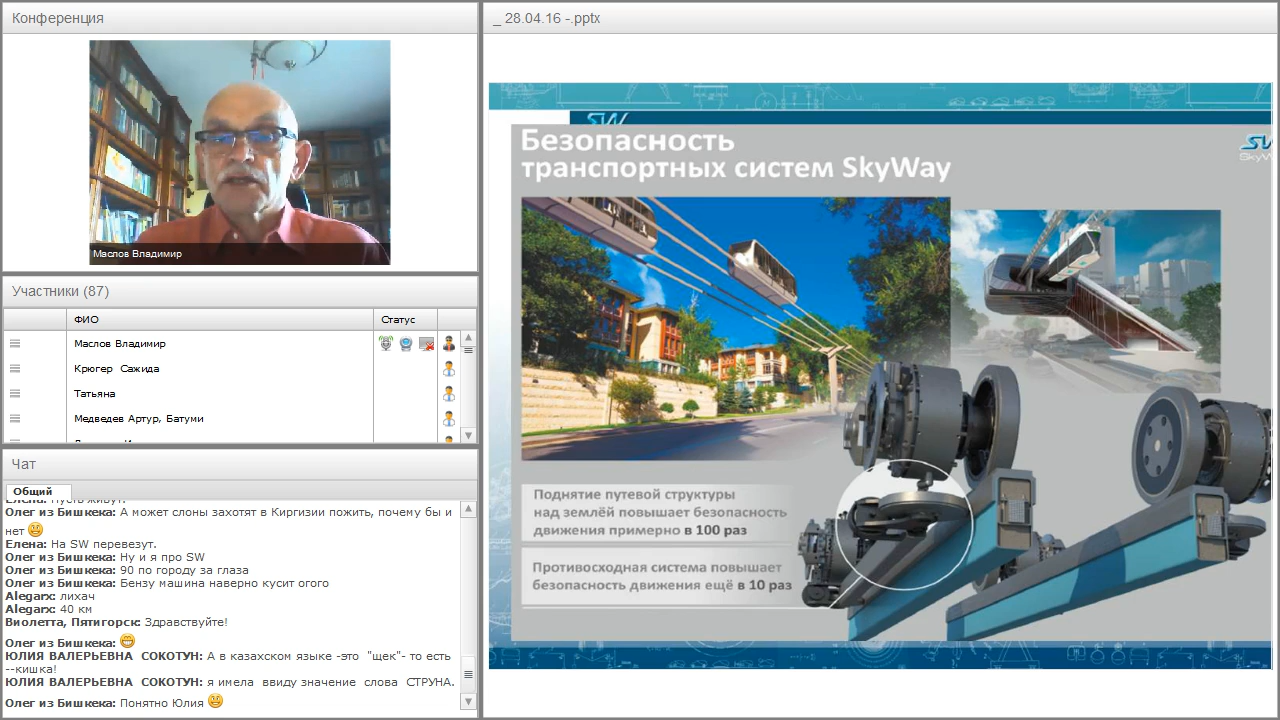 Конференция
Маслов Владимир
Участники (87)
ФИО
Статус
Маслов Владимир
Крюгер Сажида
Татьяна
Медведев Артур, Батуми
Чат
Общий
Елена: Пусть живут.
Олег из Бишкека: А может слоны захотят в Киргизии пожить, почему бы и
нет
Елена: На SW перевезут.
Олег из Бишкека: Ну и я про SW
Олег из Бишкека: 90 по городу за глаза
Олег из Бишкека: Бензу машина наверно кусит огого
Alegarx: лихач
Alegarx: 40 км
Виолетта, Пятигорск: Здравствуйте!
Олег из Бишкека:
ЮЛИЯ ВАЛЕРЬЕВНА СОКОТУН: А в казахском языке -это "щек"- то есть
--кишка!
ЮЛИЯ ВАЛЕРЬЕВНА СОКОТУН: я имела ввиду значение слова СТРУНА.
Олег из Бишкека: Понятно Юлия
_ 28.04.16 -.pptx
SW
Безопасность
транспортных систем SkyWay
Поднятие путевой структуры
над землёй повышает безопасность
движения примерно в 100 раз
Противосходная система повышает
безопасность движения ещё в 10 раз